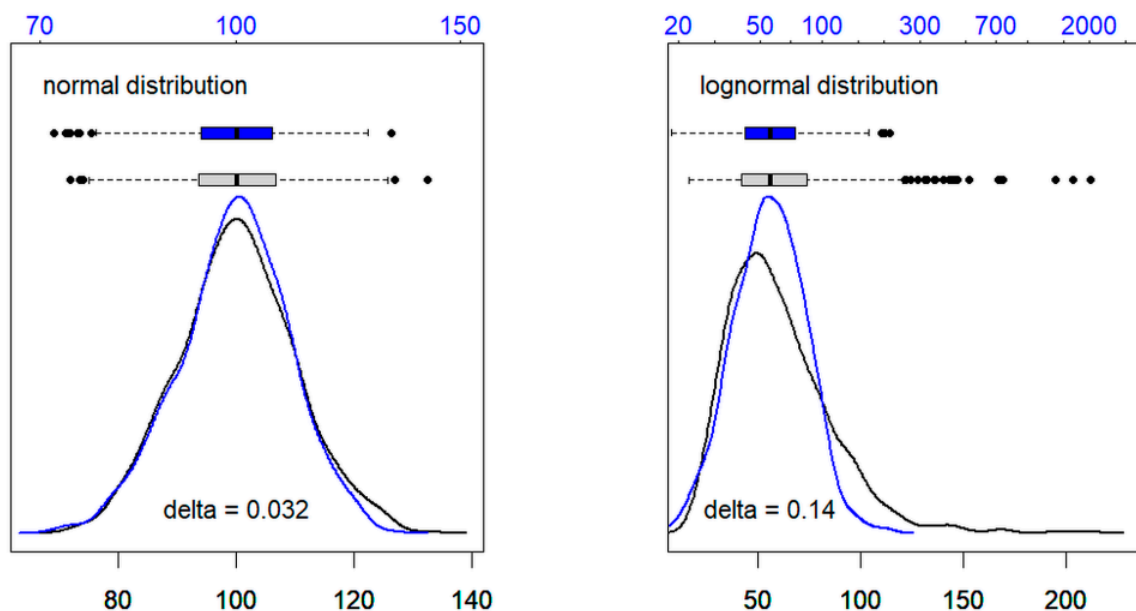 70 100 150
20 50 100 300 700 2000
normal distribution
lognormal distribution
delta = 0.032
delta = 0.14
80 100 120 140
50 100 150 200